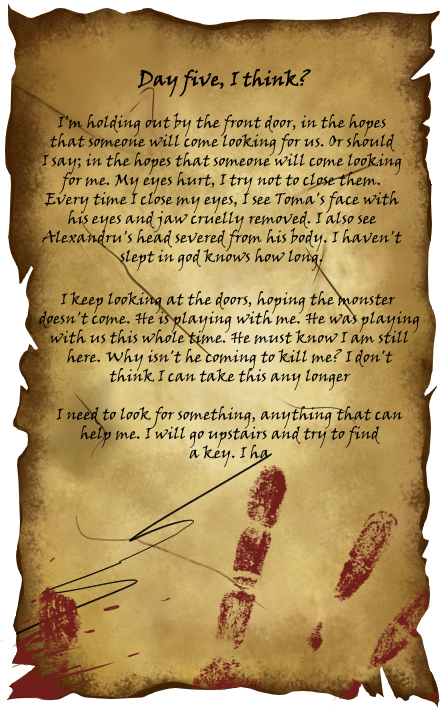 Day five, I think?
I'm holding out by the front door, in the hopes
that someone will come looking for us. Or should
I say; in the hopes that someone will come looking
for me. My eyes hurt, I try not to close them.
Every time I close my eyes, I see Toma's face with
his eyes and jaw cruelly removed. I also see
Alexandru's head severed from his body. I haven't
slept in god knows how long.
I keep looking at the doors, hoping the monster
doesn't come. He is playing with me. He was playing
with us this whole time. He must know I am still
here. Why isn't he coming to kill me? I don't
think I can take this any longer
I need to look for something, anything that can
help me. I will go upstairs and try to find
a key. I ha